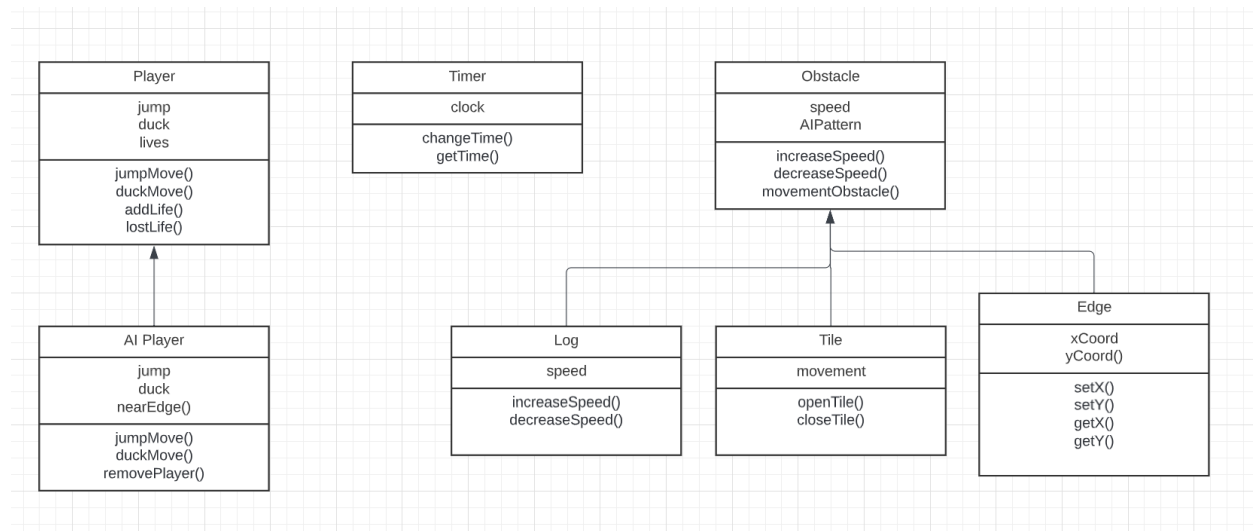 Player
jump
duck
lives
jumpMove()
duckMove()
addLife()
lostLife()
Timer
clock
changeTime()
getTime()
Obstacle
speed
AIPattern
increaseSpeed()
decreaseSpeed()
movementObstacle()
AI Player
jump
duck
nearEdge()
jumpMove()
duckMove()
removePlayer()
Log
speed
increaseSpeed()
decreaseSpeed()
Tile
movement
openTile()
closeTile()
Edge
xCoord
yCoord()
setX()
setY()
getX()
getY()